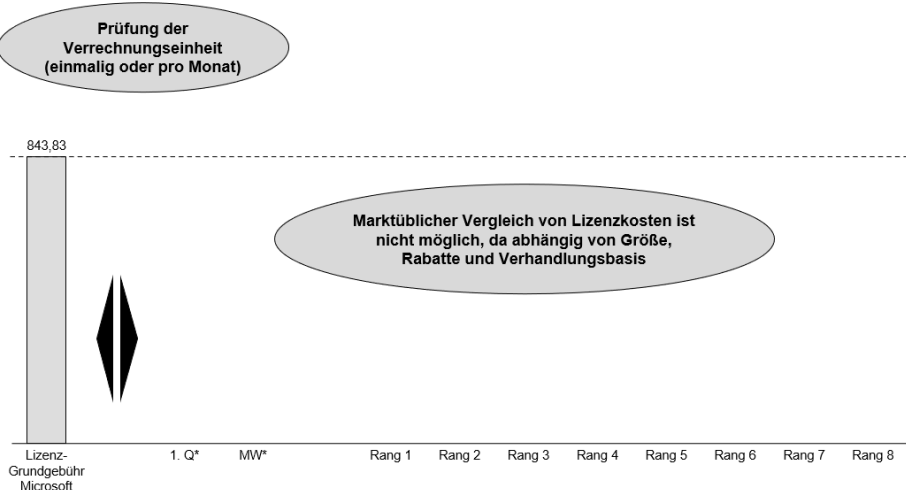 Prüfung der
Verrechnungseinheit
(einmalig oder pro Monat)
843,83
Marktüblicher Vergleich von Lizenzkosten ist
nicht möglich, da abhängig von Größe,
Rabatte und Verhandlungsbasis
Lizenz-
Grundgebühr
Microsoft
1. Q*
MW*
Rang 1
Rang 2
Rang 3
Rang 4
Rang 5
Rang 6
Rang 7
Rang 8